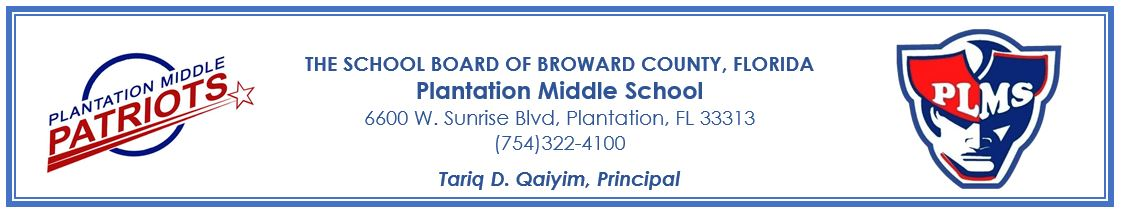 PLANTATION MIDDLE
PATRIOTS
THE SCHOOL BOARD OF BROWARD COUNTY, FLORIDA
Plantation Middle School
6600 W. Sunrise Blvd, Plantation, FL 33313
(754)322-4100
Tariq D. Qaiyim, Principal
PLMS